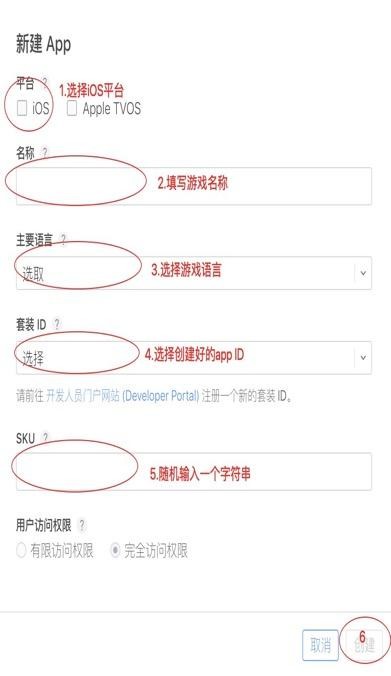 新建 App
平台 ?
1.选择iOS平台
iOS Apple TVOS
名称 ?
2.填写游戏名称
主要语言 ?
选取 3.选择游戏语言
套装 ID ?
选择 4.选择创建好的app ID
请前往 开发人员门户网站 (Developer Portal) 注册一个新的套装 ID。
SKU ?
5.随机输入一个字符串
用户访问权限 ?
有限访问权限 完全访问权限
取消 6 创建